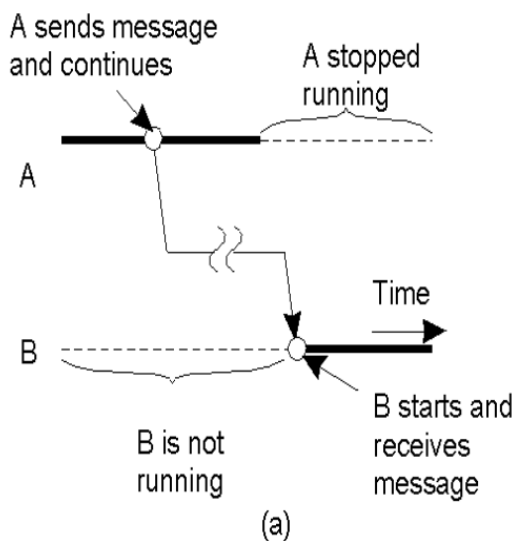 A sends message
and continues
A stopped
running
A
Time
B
B starts and
receives
message
B is not
running
(a)